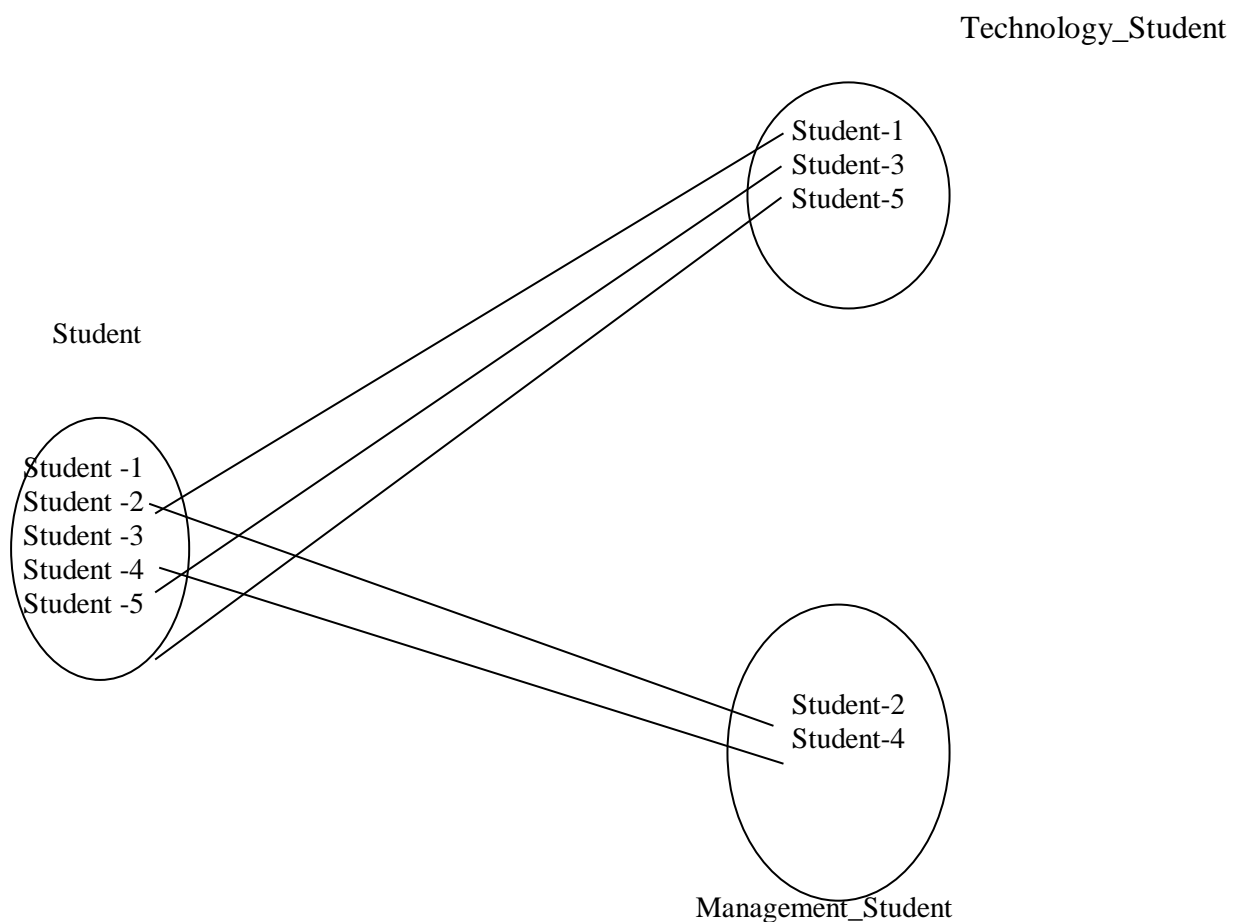 Technology_Student
Student-1
Student-3
Student-5
Student
Student -1
Student -2
Student -3
Student -4
Student -5
Student-2
Student-4
Management_Student